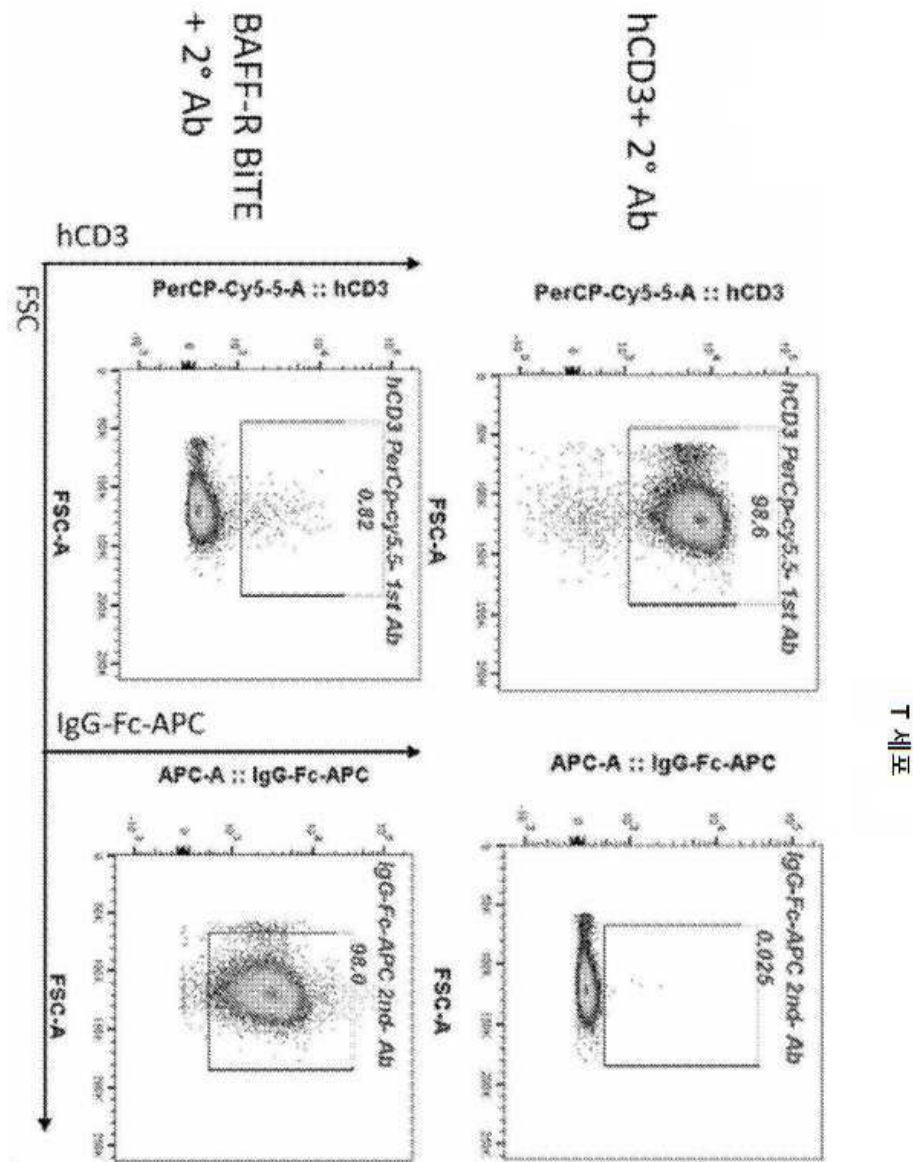 T 세포
hCD3+ 2° Ab
PerCP-Cy5-5-A :: hCD3
hCD3 PerCp-cy5.5- 1st Ab
98.6
FSC-A
APC-A :: IgG-Fc-APC
IgG-Fc-APC 2nd- Ab
0.025
FSC-A
BAFF-R BiTE
+ 2° Ab
hCD3
PerCP-Cy5-5-A :: hCD3
hCD3 PerCp-cy5.5- 1st Ab
0.82
FSC-A
IgG-Fc-APC
APC-A :: IgG-Fc-APC
IgG-Fc-APC 2nd- Ab
98.0
FSC-A
FSC